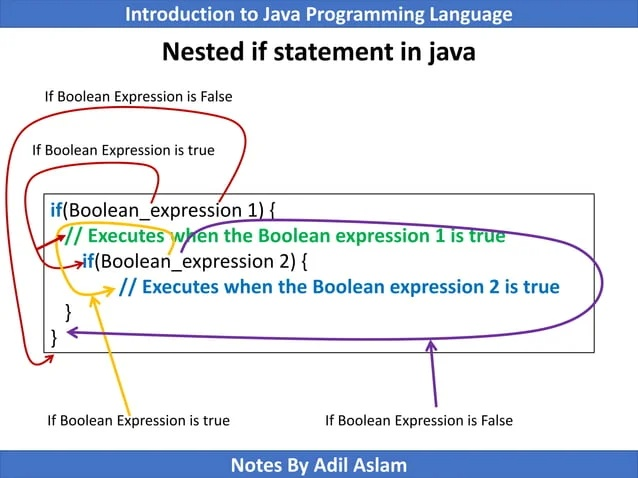 Introduction to Java Programming Language
Nested if statement in java
If Boolean Expression is False
If Boolean Expression is true
if(Boolean_expression 1) {
// Executes when the Boolean expression 1 is true
if(Boolean_expression 2) {
// Executes when the Boolean expression 2 is true
}
}
If Boolean Expression is true
If Boolean Expression is False
Notes By Adil Aslam